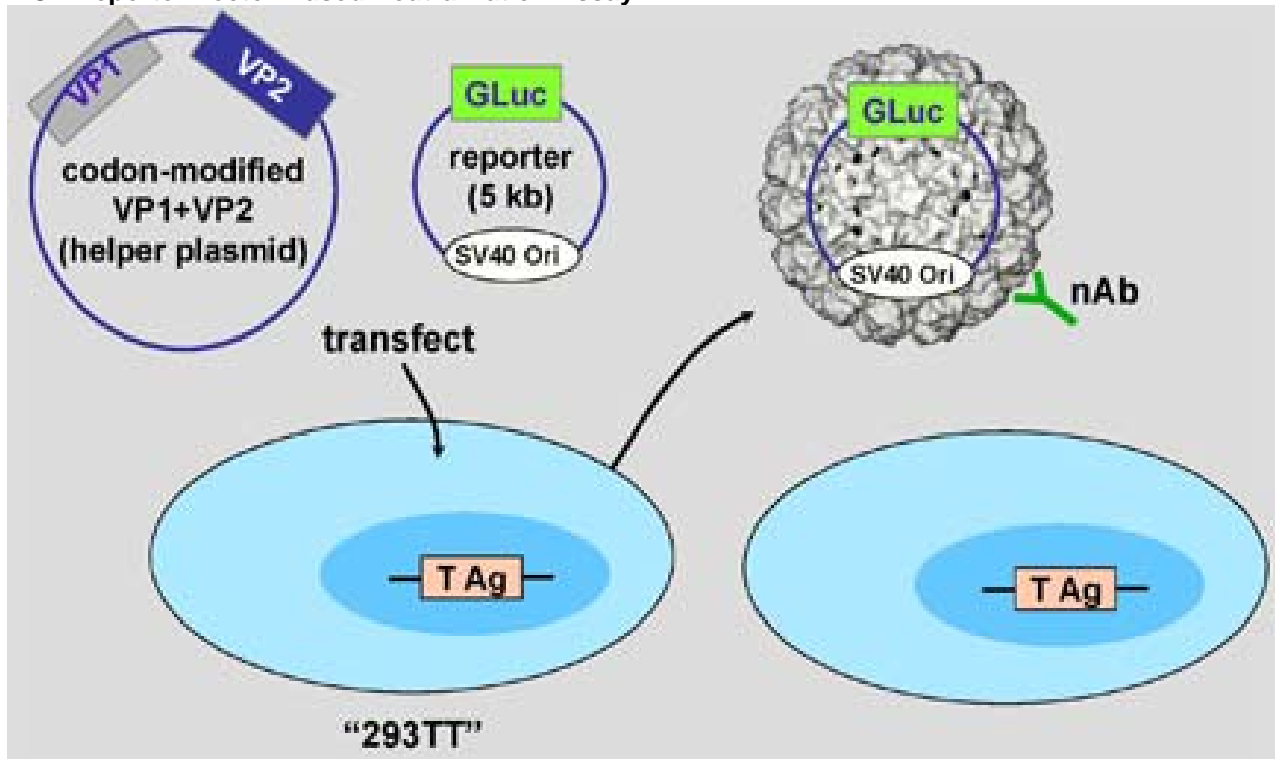 VP1
VP2
codon-modified
VP1+VP2
(helper plasmid)
GLuc
reporter
(5 kb)
SV40 Ori
GLuc
SV40 Ori
nAb
transfect
T Ag
T Ag
“293TT”